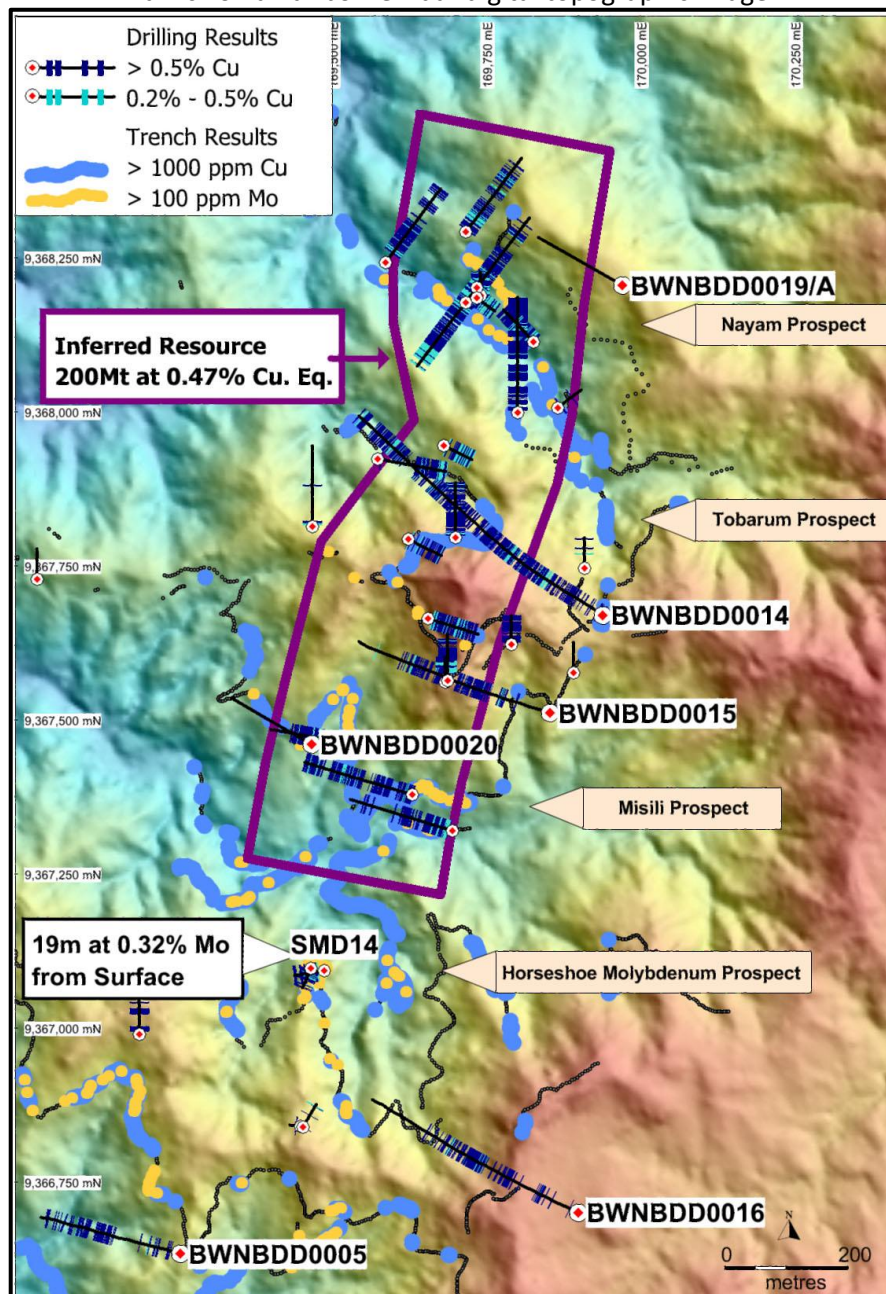 Drilling Results
> 0.5% Cu
0.2% - 0.5% Cu
Trench Results
> 1000 ppm Cu
> 100 ppm Mo
169,750 mE
170,000 mE
170,250 mE
9,368,250 mN
BWNBDD0019/A
Nayam Prospect
Inferred Resource
200Mt at 0.47% Cu. Eq.
9,368,000 mN
Tobarum Prospect
9,367,750 mN
BWNBDD0014
9,367,500 mN
BWNBDD0015
BWNBDD0020
Misili Prospect
9,367,250 mN
19m at 0.32% Mo
from Surface
SMD14
Horseshoe Molybdenum Prospect
9,367,000 mN
9,366,750 mN
BWNBDD0016
BWNBDD0005
N
0 200
metres